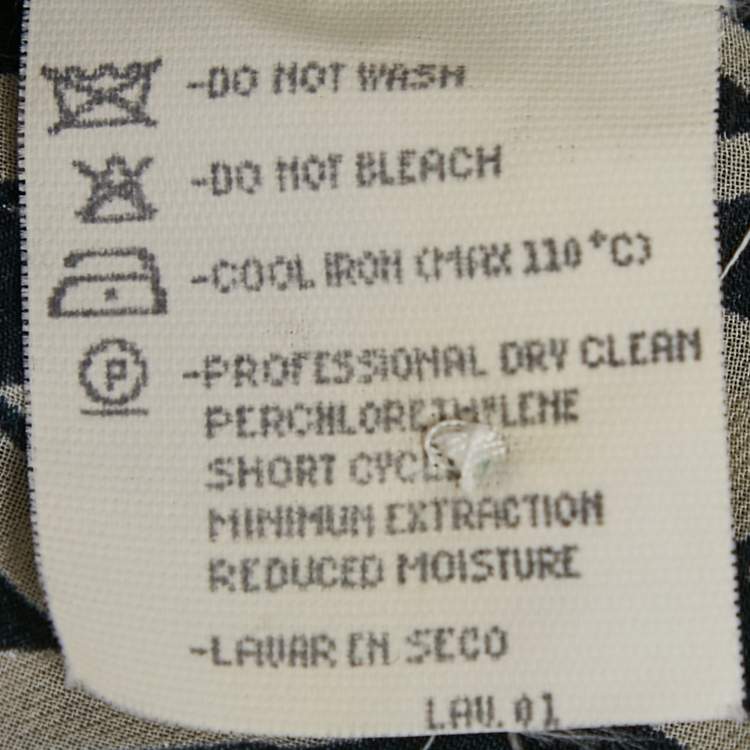 -DO NOT WASH
-DO NOT BLEACH
-COOL IRON (MAX 110°C)
P
-PROFESSIONAL DRY CLEAN
PERCHLORETHYLENE
SHORT CYCLE
MINIMUM EXTRACTION
REDUCED MOISTURE
-LAVAR EN SECO
LAV. 01